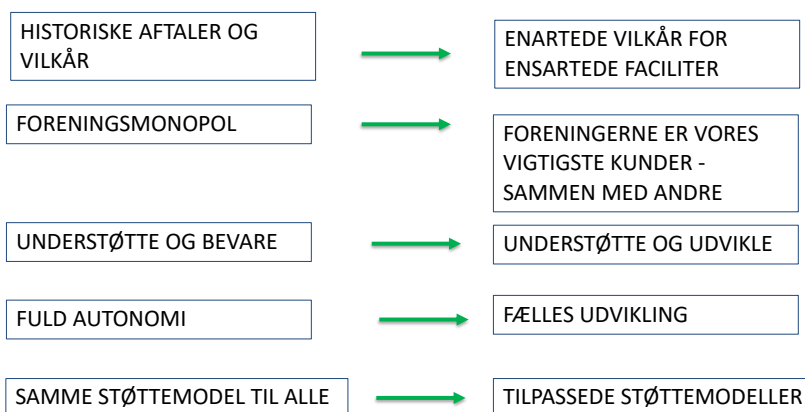 HISTORISKE AFTALER OG
VILKÅR
ENARTEDE VILKÅR FOR
ENSARTEDE FACILITER
FORENINGSMONOPOL
FORENINGERNE ER VORES
VIGTIGSTE KUNDER -
SAMMEN MED ANDRE
UNDERSTØTTE OG BEVARE
UNDERSTØTTE OG UDVIKLE
FULD AUTONOMI
FÆLLES UDVIKLING
SAMME STØTTEMODEL TIL ALLE
TILPASSEDE STØTTEMODELLER